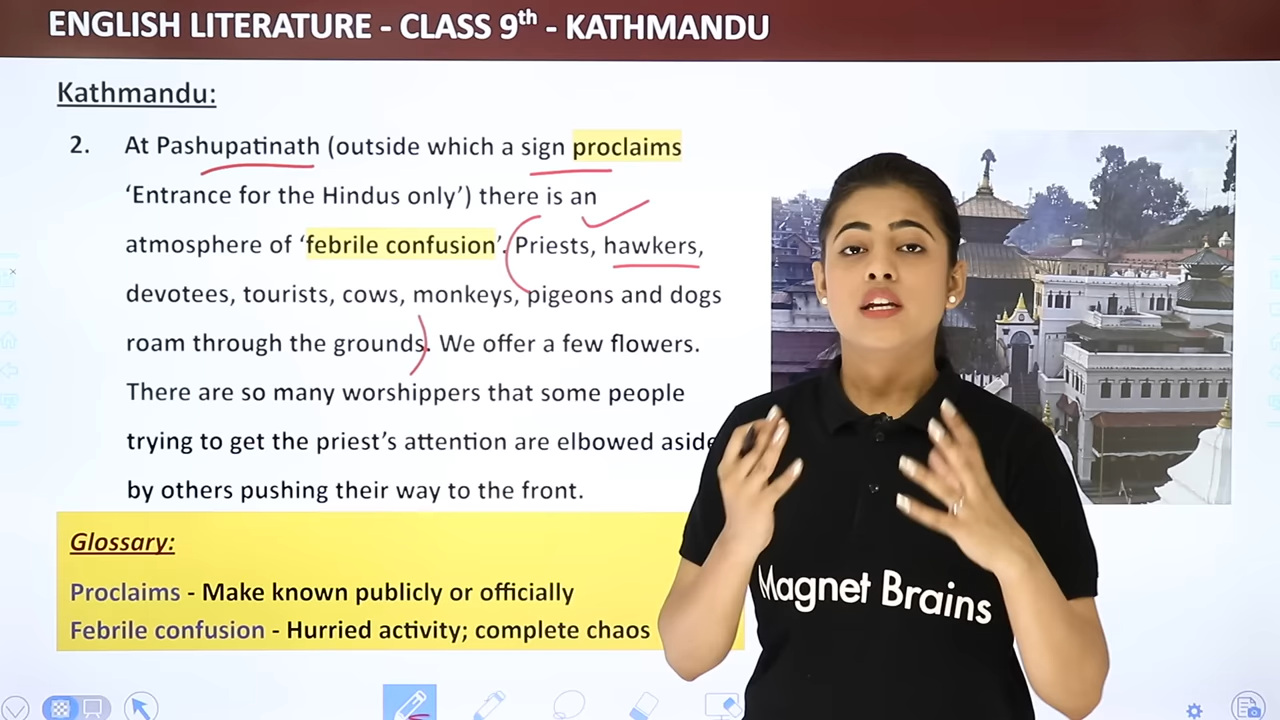 ENGLISH LITERATURE - CLASS 9th - KATHMANDU
Kathmandu:
2. At Pashupatinath (outside which a sign proclaims
‘Entrance for the Hindus only’) there is an
atmosphere of ‘febrile confusion’. Priests, hawkers,
devotees, tourists, cows, monkeys, pigeons and dogs
roam through the grounds. We offer a few flowers.
There are so many worshippers that some people
trying to get the priest’s attention are elbowed aside
by others pushing their way to the front.
Glossary:
Proclaims - Make known publicly or officially
Febrile confusion - Hurried activity; complete chaos
Magnet Brains